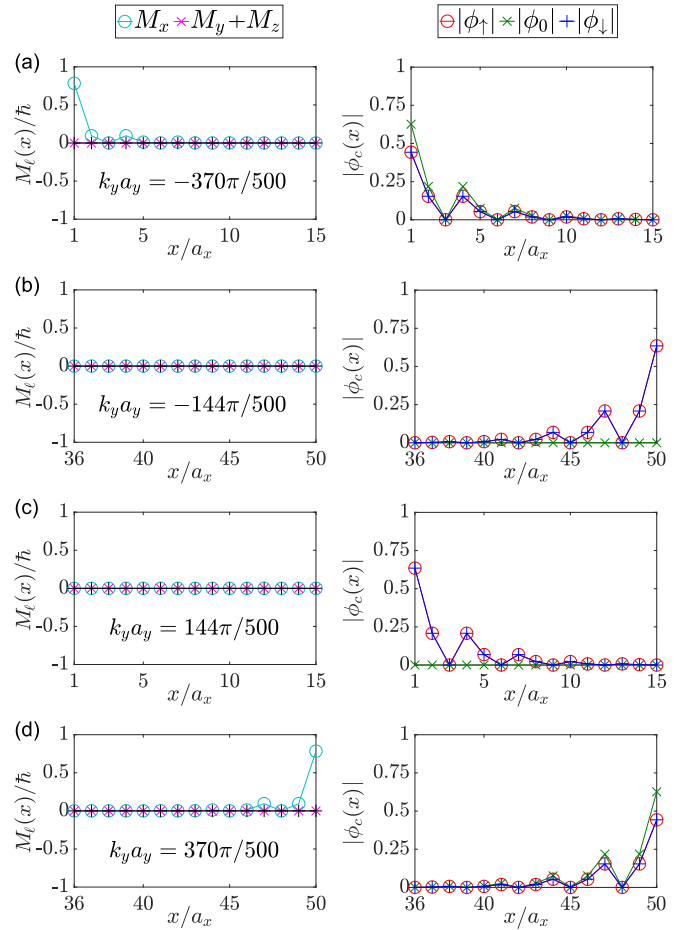 M_x M_y + M_z
|ϕ_↑| |ϕ_0| |ϕ_↓|
(a)
M_ℓ(x)/ħ
1
0.5
0
-0.5
-1
k_y a_y = −370π/500
1 5 10 15
x/a_x
|ϕ_c(x)|
1
0.75
0.5
0.25
0
1 5 10 15
x/a_x
(b)
M_ℓ(x)/ħ
1
0.5
0
-0.5
-1
k_y a_y = −144π/500
36 40 45 50
x/a_x
|ϕ_c(x)|
1
0.75
0.5
0.25
0
36 40 45 50
x/a_x
(c)
M_ℓ(x)/ħ
1
0.5
0
-0.5
-1
k_y a_y = 144π/500
1 5 10 15
x/a_x
|ϕ_c(x)|
1
0.75
0.5
0.25
0
1 5 10 15
x/a_x
(d)
M_ℓ(x)/ħ
1
0.5
0
-0.5
-1
k_y a_y = 370π/500
36 40 45 50
x/a_x
|ϕ_c(x)|
1
0.75
0.5
0.25
0
36 40 45 50
x/a_x